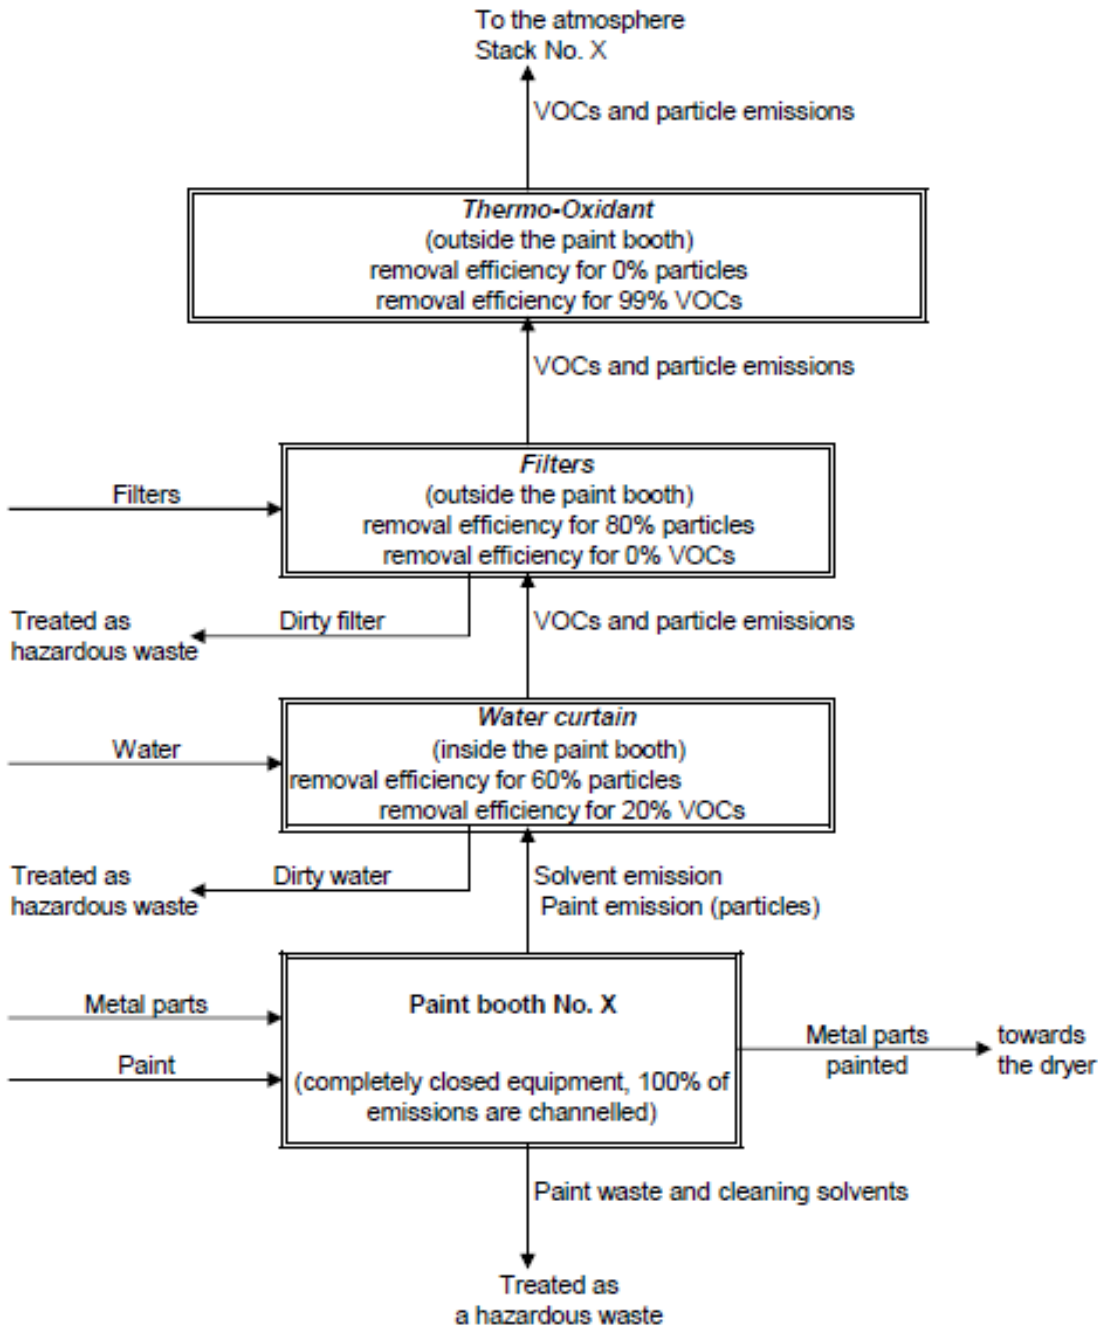 To the atmosphere
Stack No. X
VOCs and particle emissions
Thermo-Oxidant
(outside the paint booth)
removal efficiency for 0% particles
removal efficiency for 99% VOCs
VOCs and particle emissions
Filters
Filters
(outside the paint booth)
removal efficiency for 80% particles
removal efficiency for 0% VOCs
Treated as
hazardous waste
Dirty filter
VOCs and particle emissions
Water
Water curtain
(inside the paint booth)
removal efficiency for 60% particles
removal efficiency for 20% VOCs
Treated as
hazardous waste
Dirty water
Solvent emission
Paint emission (particles)
Metal parts
Paint
Paint booth No. X
(completely closed equipment, 100% of
emissions are channelled)
Metal parts
painted
towards
the dryer
Paint waste and cleaning solvents
Treated as
a hazardous waste